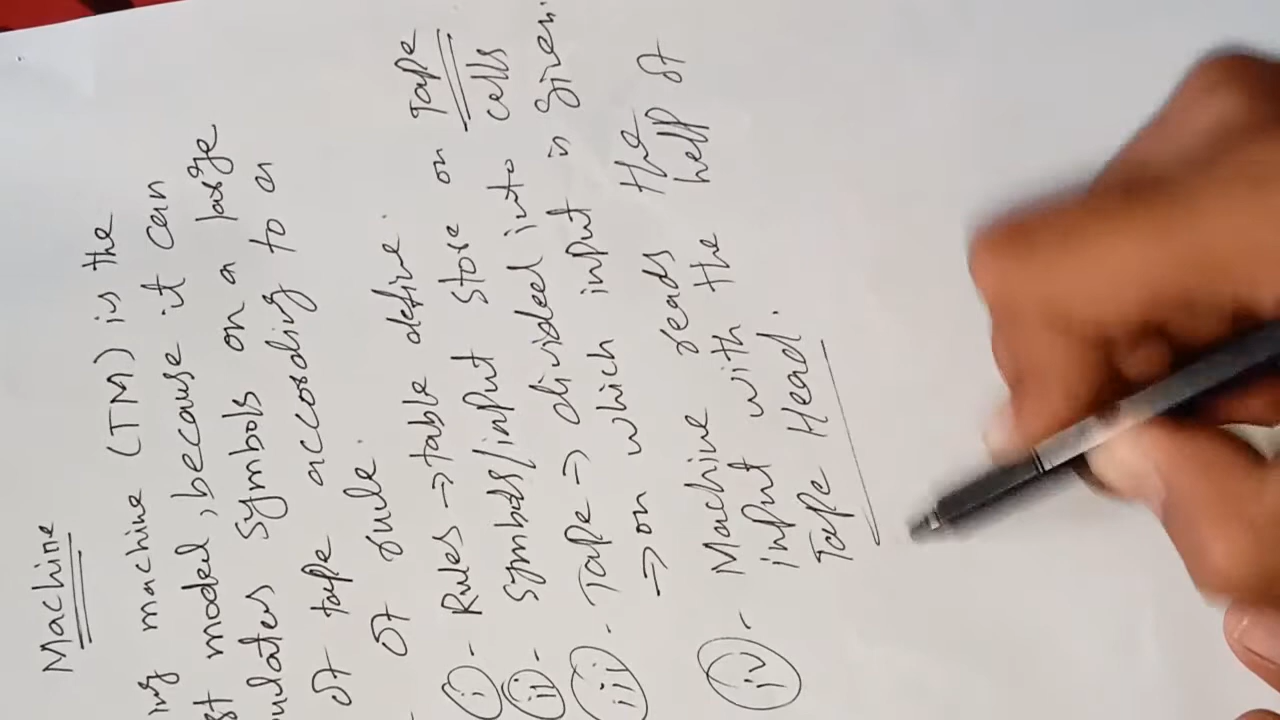 Machine
ing machine (TM) is the
st model, because it can
ulates symbols on a large
of tape according to a
of rule.
(i)- Rules → table define.
(ii)- symbols/input store on Tape
(iii)- Tape → divided into cells
→ on which input is given.
(iv)- Machine reads the
input with the help of
Tape Head.